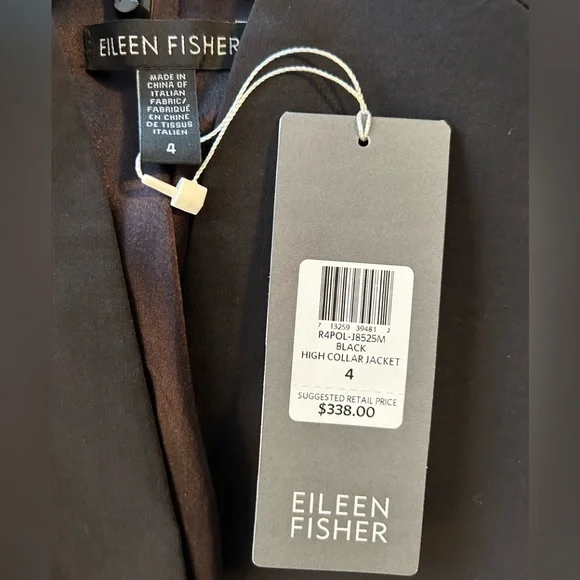 EILEEN FISHER
MADE IN
CHINA OF
ITALIAN
FABRIC/
FABRIQUÉ
EN CHINE
DE TISSUS
ITALIEN
4
7 13259 39481 2
R4POL-J8525M
BLACK
HIGH COLLAR JACKET
4
SUGGESTED RETAIL PRICE
$338.00
EILEEN
FISHER